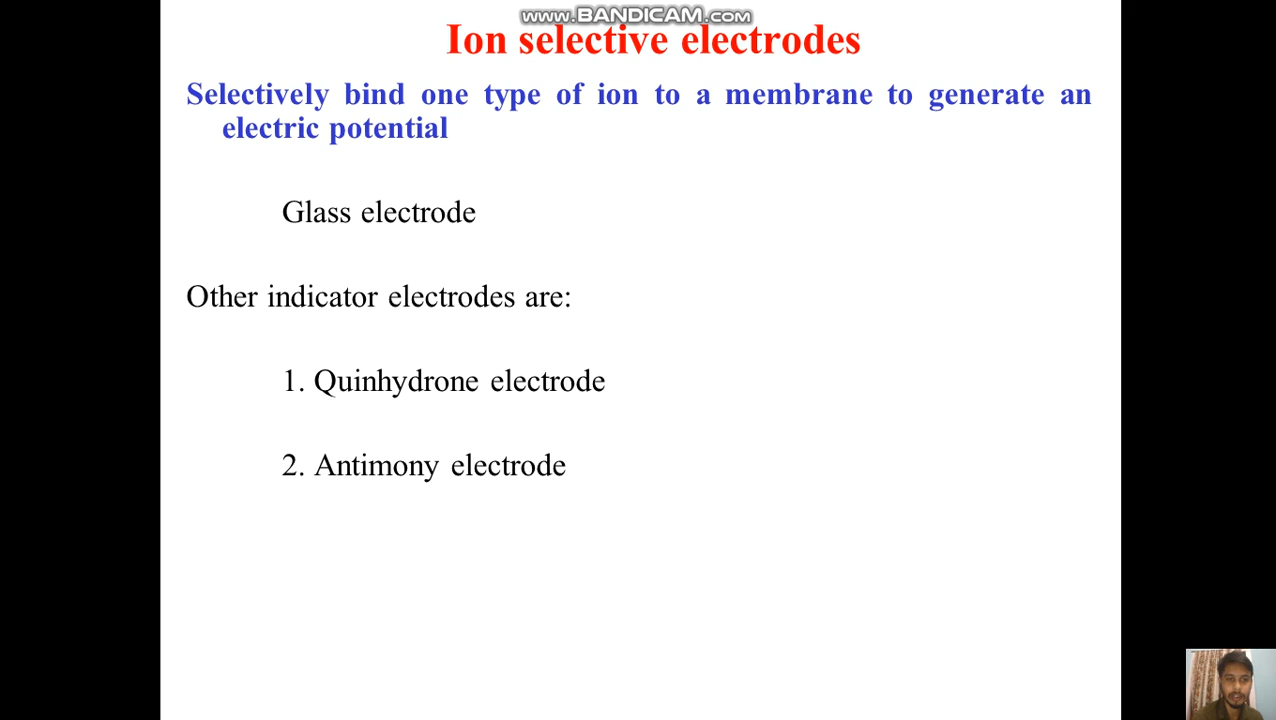 www.BANDICAM.com
Ion selective electrodes
Selectively bind one type of ion to a membrane to generate an
electric potential
Glass electrode
Other indicator electrodes are:
1. Quinhydrone electrode
2. Antimony electrode